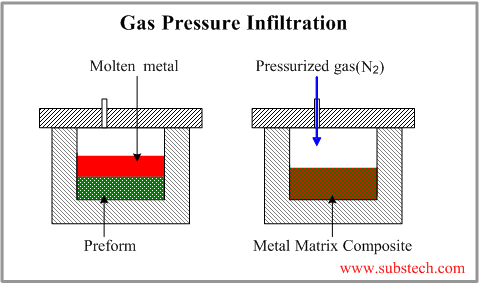 Gas Pressure Infiltration
Molten metal
Pressurized gas(N₂)
Preform
Metal Matrix Composite
www.substech.com